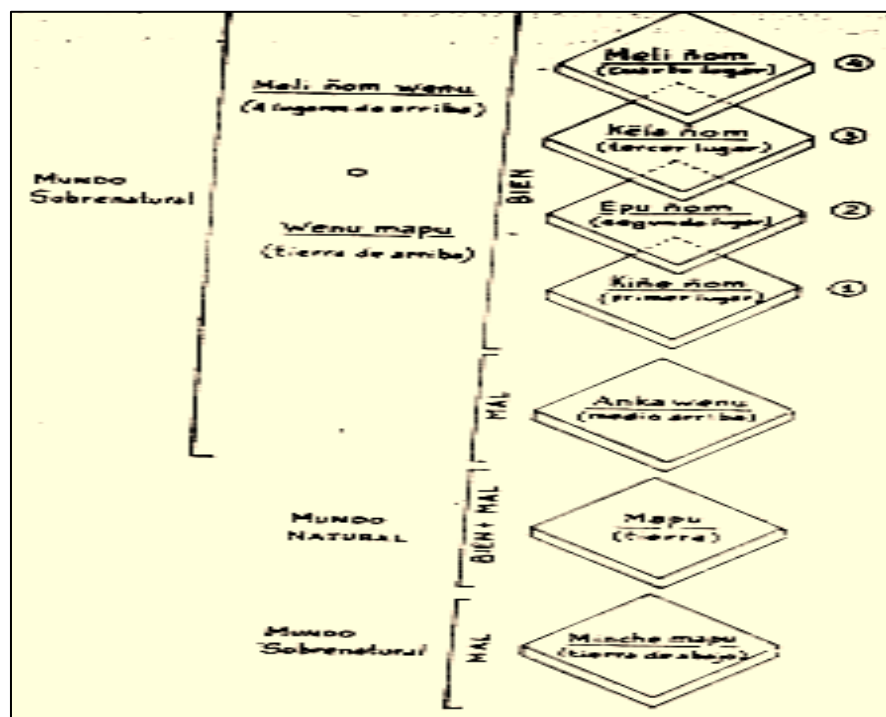 Meli ñom
(cuarto lugar)
4
Meli ñom wenu
(4 lugares de arriba)
Këla ñom
(tercer lugar)
3
o
MUNDO
Sobrenatural
BIEN
Wenu mapu
(tierra de arriba)
Epu ñom
(segundo lugar)
2
Kiñe ñom
(primer lugar)
1
MAL
Anka wenu
(medio arriba)
MUNDO
NATURAL
BIEN + MAL
Mapu
(tierra)
MUNDO
Sobrenatural
MAL
Minche mapu
(tierra de abajo)